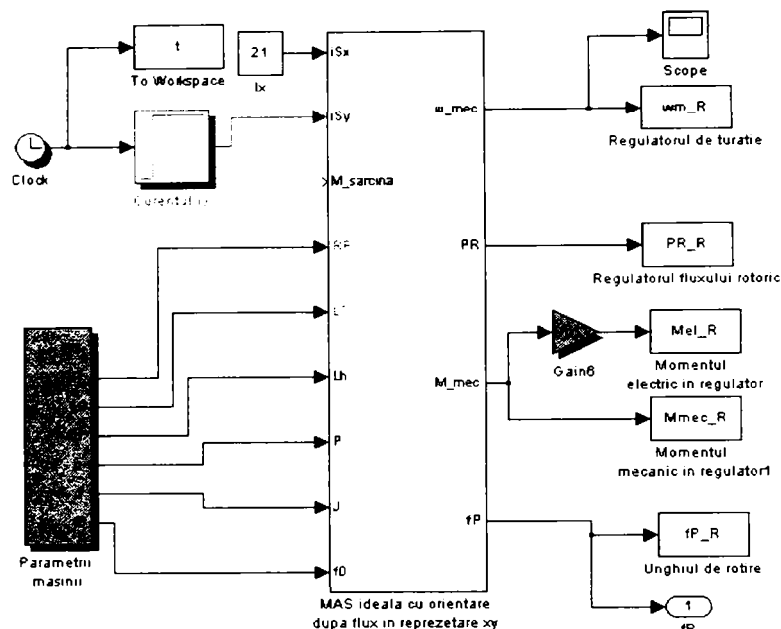 t
To Workspace
21
Ix
Clock
iSx
iSy
M_sarcina
Lh
P
J
f0
w_mec
PR
M_mec
fP
Scope
wm_R
Regulatorul de turatie
PR_R
Regulatorul fluxului rotoric
Gain6
Mel_R
Momentul
electric in regulator
Mmec_R
Momentul
mecanic in regulator1
fP_R
Unghiul de rotire
1
Parametrii
masinii
MAS ideala cu orientare
dupa flux in reprezetare xy